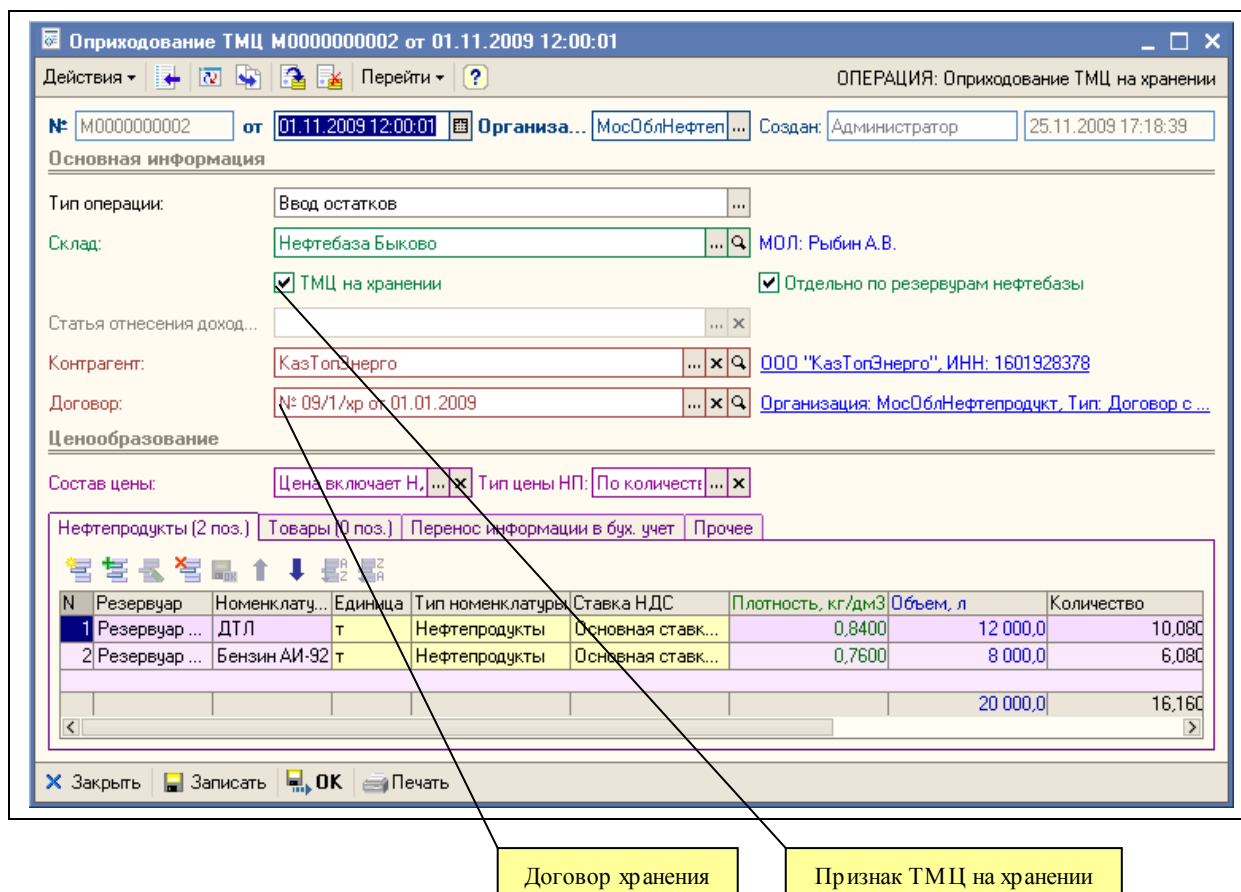 Оприходование ТМЦ М0000000002 от 01.11.2009 12:00:01
Действия Перейти ? ОПЕРАЦИЯ: Оприходование ТМЦ на хранении
№ М0000000002 от 01.11.2009 12:00:01 Организа... МосОблНефтеп ... Создан: Администратор 25.11.2009 17:18:39
Основная информация
Тип операции: Ввод остатков ...
Склад: Нефтебаза Быково ... МОЛ: Рыбин А.В.
ТМЦ на хранении Отдельно по резервурам нефтебазы
Статья отнесения доход... ... x
Контрагент: КазТопЭнерго ... x ООО "КазТопЭнерго", ИНН: 1601928378
Договор: № 09/1/хр от 01.01.2009 ... x Организация: МосОблНефтепродукт, Тип: Договор с ...
Ценообразование
Состав цены: Цена включает Н, ... x Тип цены НП: По количеств ... x
Нефтепродукты (2 поз.) Товары (0 поз.) Перенос информации в бух. учет Прочее
N Резервуар Номенклату... Единица Тип номенклатуры Ставка НДС Плотность, кг/дм3 Объем, л Количество
1 Резервуар ... ДТЛ т Нефтепродукты Основная ставк... 0,8400 12 000,0 10,080
2 Резервуар ... Бензин АИ-92 т Нефтепродукты Основная ставк... 0,7600 8 000,0 6,080
20 000,0 16,160
Закрыть Записать OK Печать
Договор хранения Признак ТМЦ на хранении